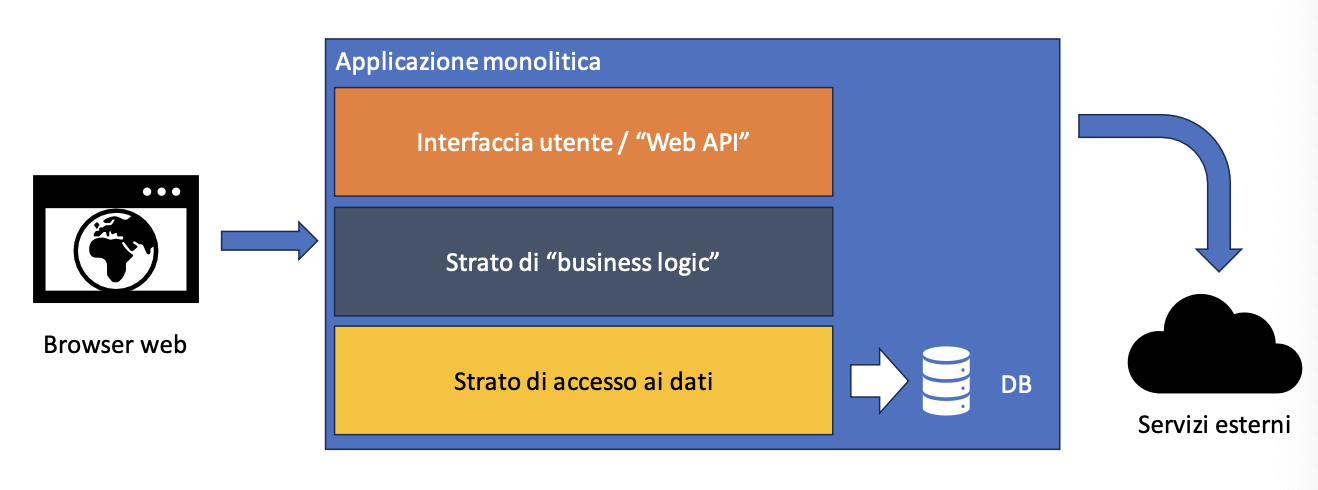 Applicazione monolitica
Interfaccia utente / “Web API”
Strato di “business logic”
Browser web
Strato di accesso ai dati
DB
Servizi esterni